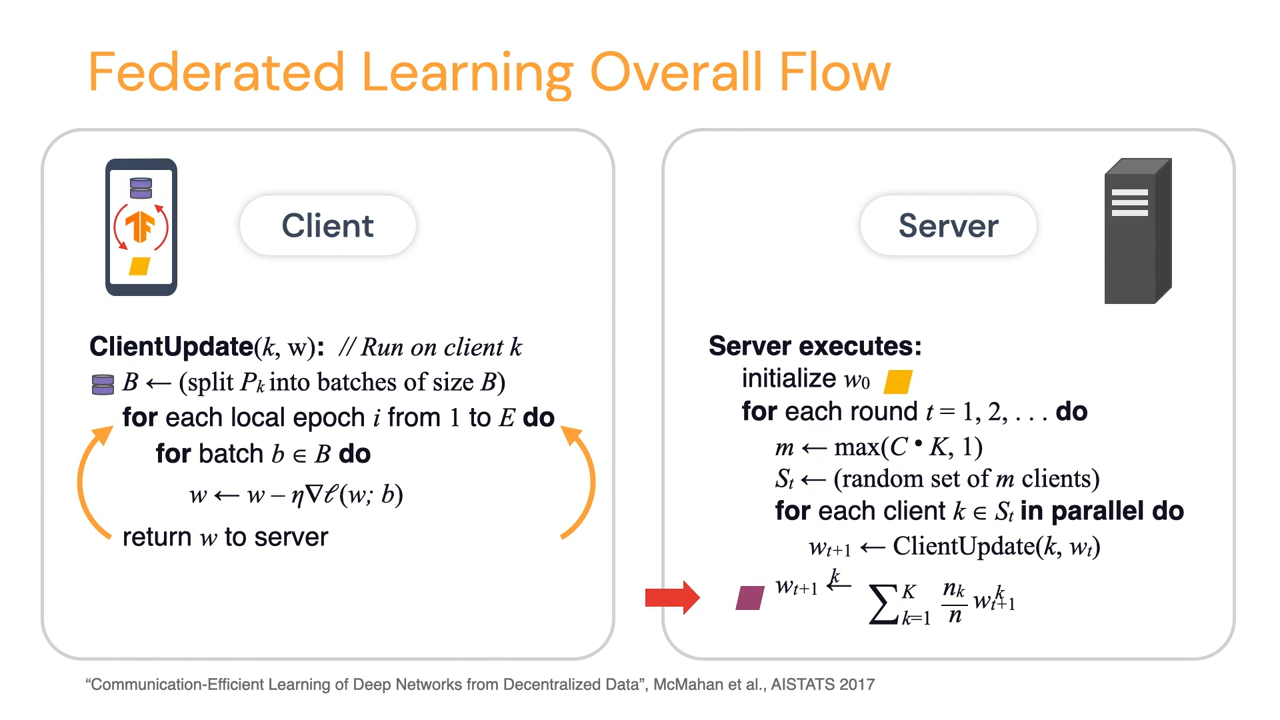 Federated Learning Overall Flow
Client
ClientUpdate(k, w): // Run on client k
B ← (split Pₖ into batches of size B)
for each local epoch i from 1 to E do
for batch b ∈ B do
w ← w – η∇ℓ(w; b)
return w to server
Server
Server executes:
initialize w₀
for each round t = 1, 2, . . . do
m ← max(C • K, 1)
Sₜ ← (random set of m clients)
for each client k ∈ Sₜ in parallel do
wₜ₊₁ ← ClientUpdate(k, wₜ)
k
wₜ₊₁ ← ∑ᴷₖ₌₁ nₖ/n wᵏₜ₊₁
“Communication-Efficient Learning of Deep Networks from Decentralized Data”, McMahan et al., AISTATS 2017